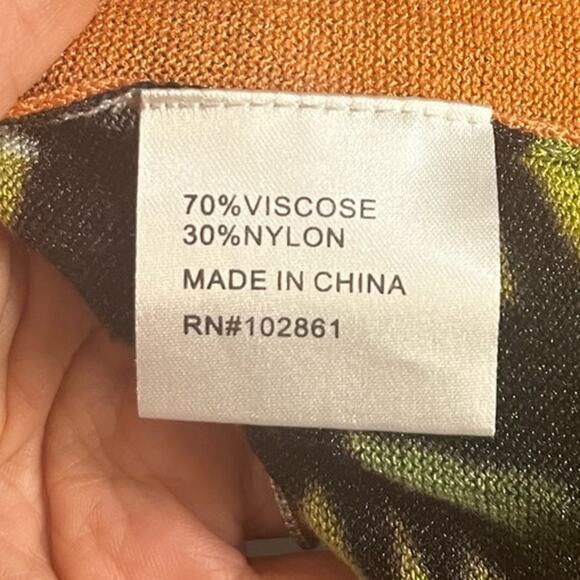 70%VISCOSE
30%NYLON
MADE IN CHINA
RN#102861